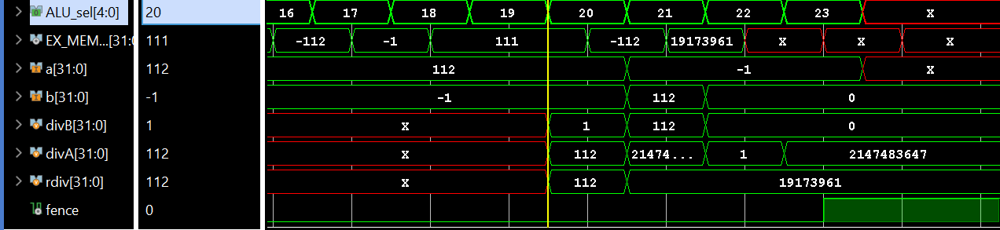 ALU_sel[4:0] 20 16 17 18 19 20 21 22 23 X
EX_MEM...[31:0 111 -112 -1 111 -112 19173961 X X X
a[31:0] 112 112 -1 X
b[31:0] -1 -1 112 0
divB[31:0] 1 X 1 112 0
divA[31:0] 112 X 112 21474... 1 2147483647
rdiv[31:0] 112 X 112 19173961
fence 0